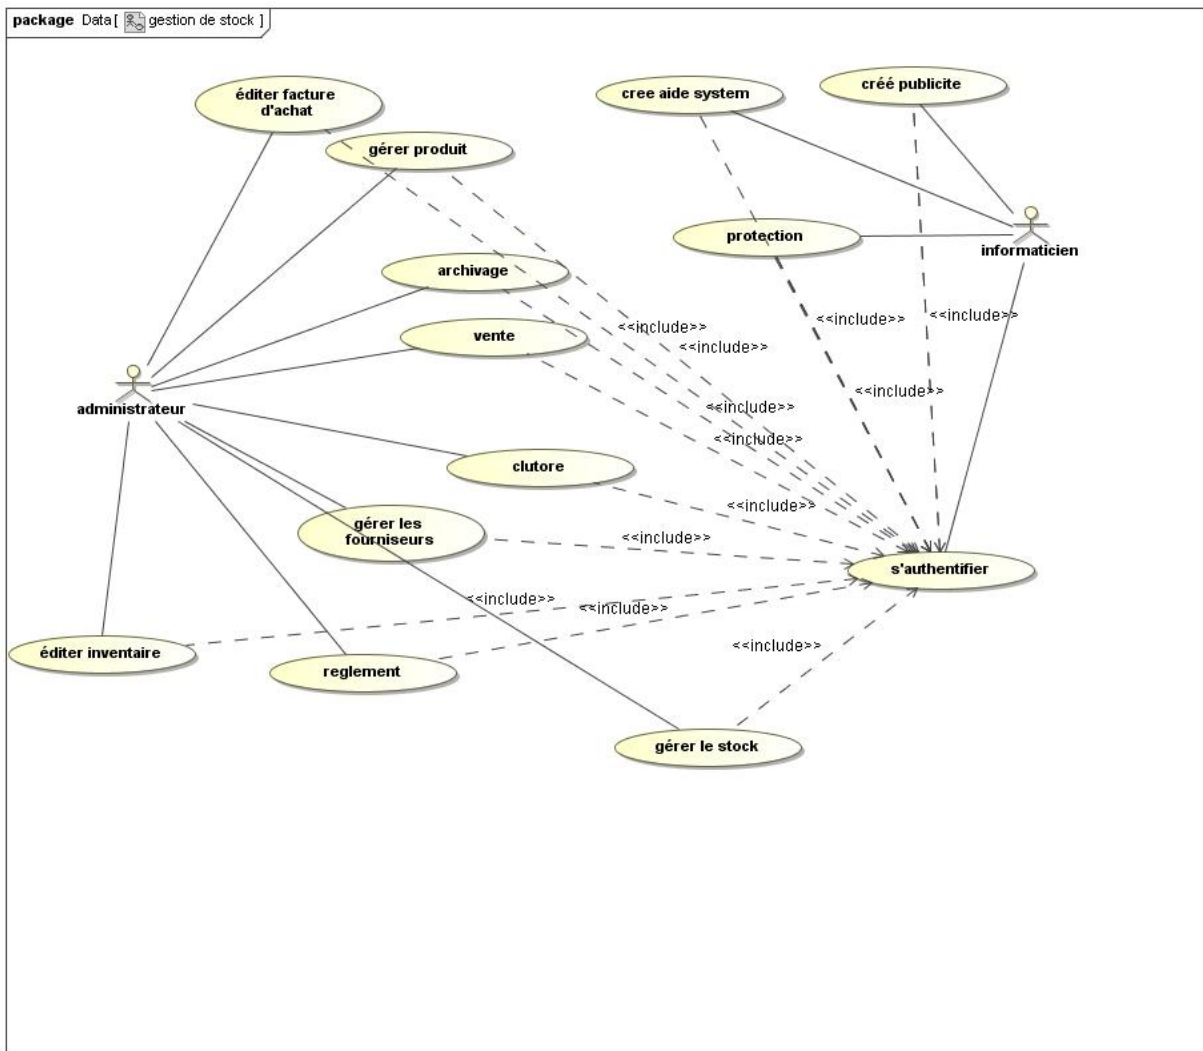 package Data [ gestion de stock ]
éditer facture
d'achat
gérer produit
cree aide system
créé publicite
protection
informaticien
archivage
vente
<<include>>
<<include>>
<<include>>
<<include>>
<<include>>
<<include>>
<<include>>
administrateur
clutore
<<include>>
gérer les
fourniseurs
<<include>>
s'authentifier
<<include>>
<<include>>
<<include>>
éditer inventaire
reglement
gérer le stock